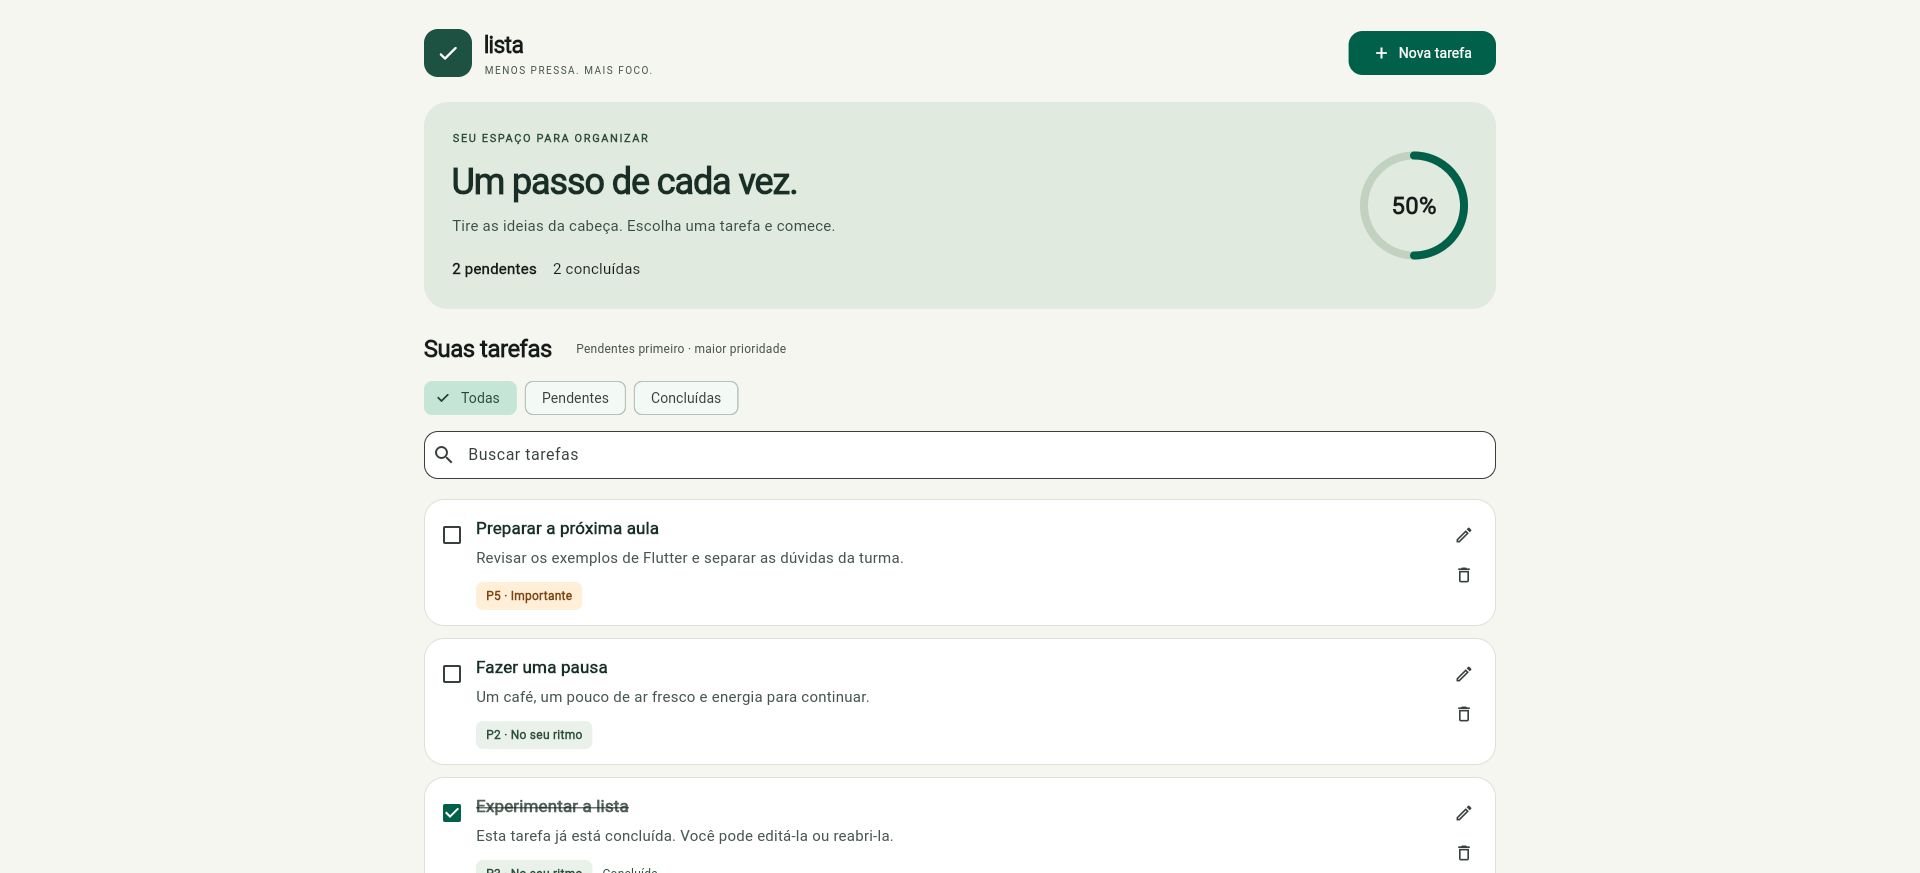 lista
MENOS PRESSA. MAIS FOCO.
Nova tarefa
SEU ESPAÇO PARA ORGANIZAR
Um passo de cada vez.
Tire as ideias da cabeça. Escolha uma tarefa e comece.
2 pendentes 2 concluídas
50%
Suas tarefas Pendentes primeiro · maior prioridade
Todas Pendentes Concluídas
Buscar tarefas
Preparar a próxima aula
Revisar os exemplos de Flutter e separar as dúvidas da turma.
P5 · Importante
Fazer uma pausa
Um café, um pouco de ar fresco e energia para continuar.
P2 · No seu ritmo
Experimentar a lista
Esta tarefa já está concluída. Você pode editá-la ou reabri-la.
No seu ritmo Concluída